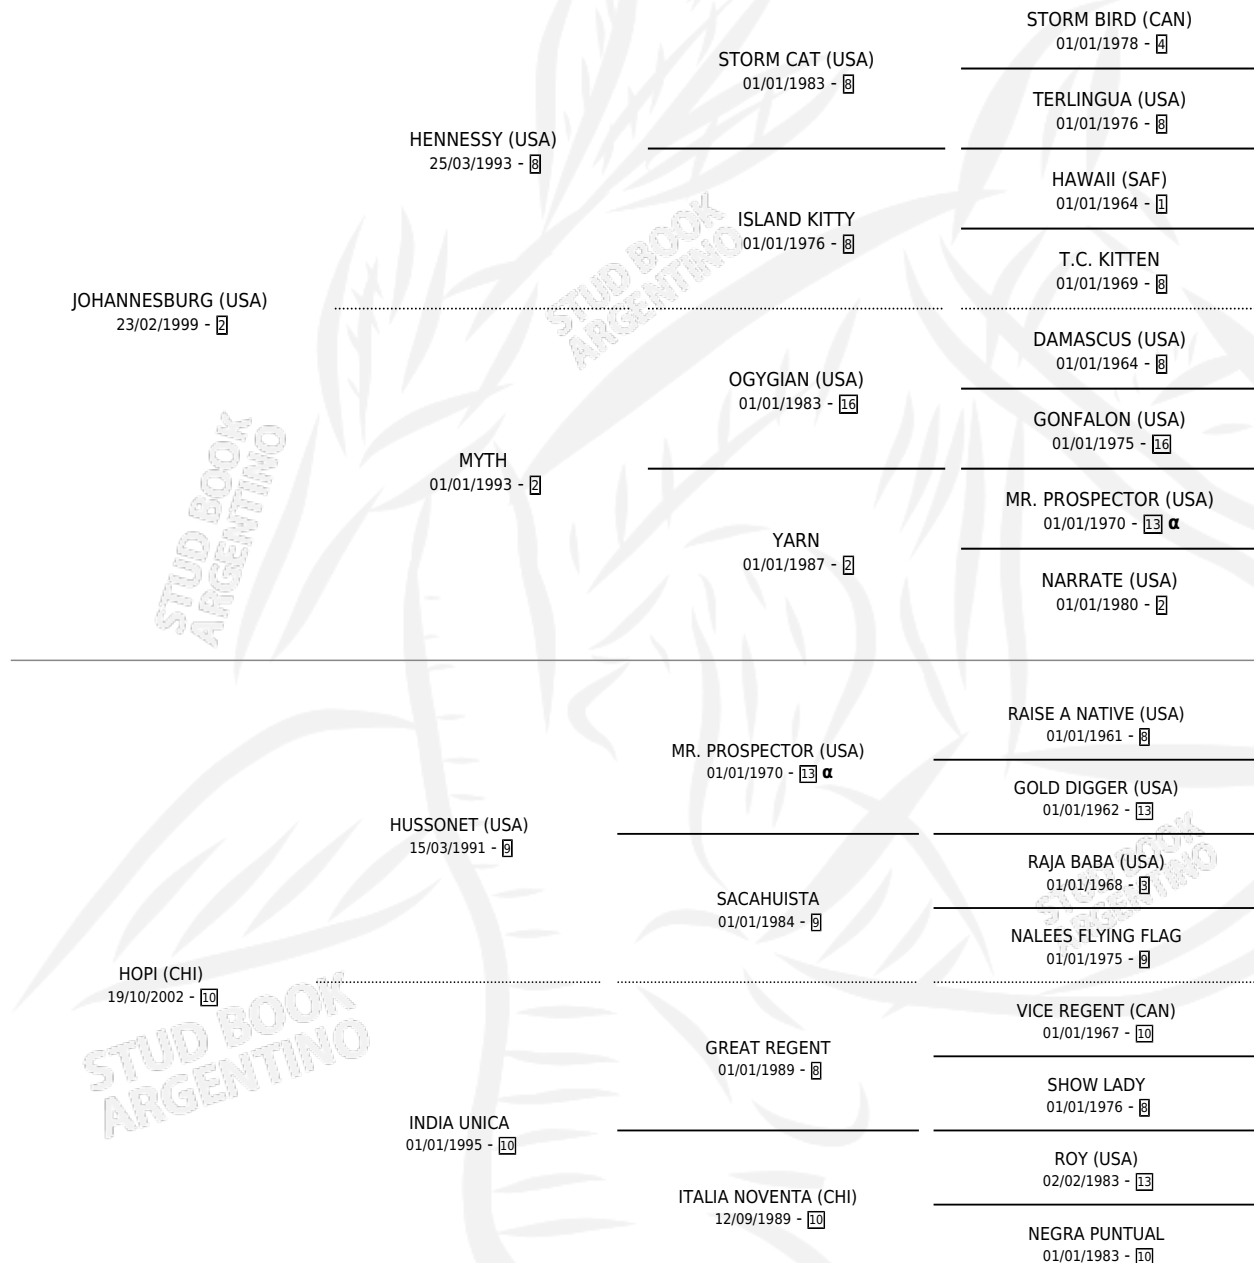 STORM BIRD (CAN)
01/01/1978 - 4
STORM CAT (USA)
01/01/1983 - 8
TERLINGUA (USA)
01/01/1976 - 8
HENNESSY (USA)
25/03/1993 - 8
HAWAII (SAF)
01/01/1964 - 1
ISLAND KITTY
01/01/1976 - 8
T.C. KITTEN
01/01/1969 - 8
JOHANNESBURG (USA)
23/02/1999 - 2
DAMASCUS (USA)
01/01/1964 - 8
OGYGIAN (USA)
01/01/1983 - 16
GONFALON (USA)
01/01/1975 - 16
MYTH
01/01/1993 - 2
MR. PROSPECTOR (USA)
01/01/1970 - 13 α
YARN
01/01/1987 - 2
NARRATE (USA)
01/01/1980 - 2
RAISE A NATIVE (USA)
01/01/1961 - 8
MR. PROSPECTOR (USA)
01/01/1970 - 13 α
GOLD DIGGER (USA)
01/01/1962 - 13
HUSSONET (USA)
15/03/1991 - 9
RAJA BABA (USA)
01/01/1968 - 3
SACAHUISTA
01/01/1984 - 9
NALEES FLYING FLAG
01/01/1975 - 9
HOPI (CHI)
19/10/2002 - 10
VICE REGENT (CAN)
01/01/1967 - 10
GREAT REGENT
01/01/1989 - 8
SHOW LADY
01/01/1976 - 8
INDIA UNICA
01/01/1995 - 10
ROY (USA)
02/02/1983 - 13
ITALIA NOVENTA (CHI)
12/09/1989 - 10
NEGRA PUNTUAL
01/01/1983 - 10
STUD BOOK
ARGENTINO
STUD BOOK
ARGENTINO
STUD BOOK
ARGENTINO
STUD BOOK
ARGENTINO